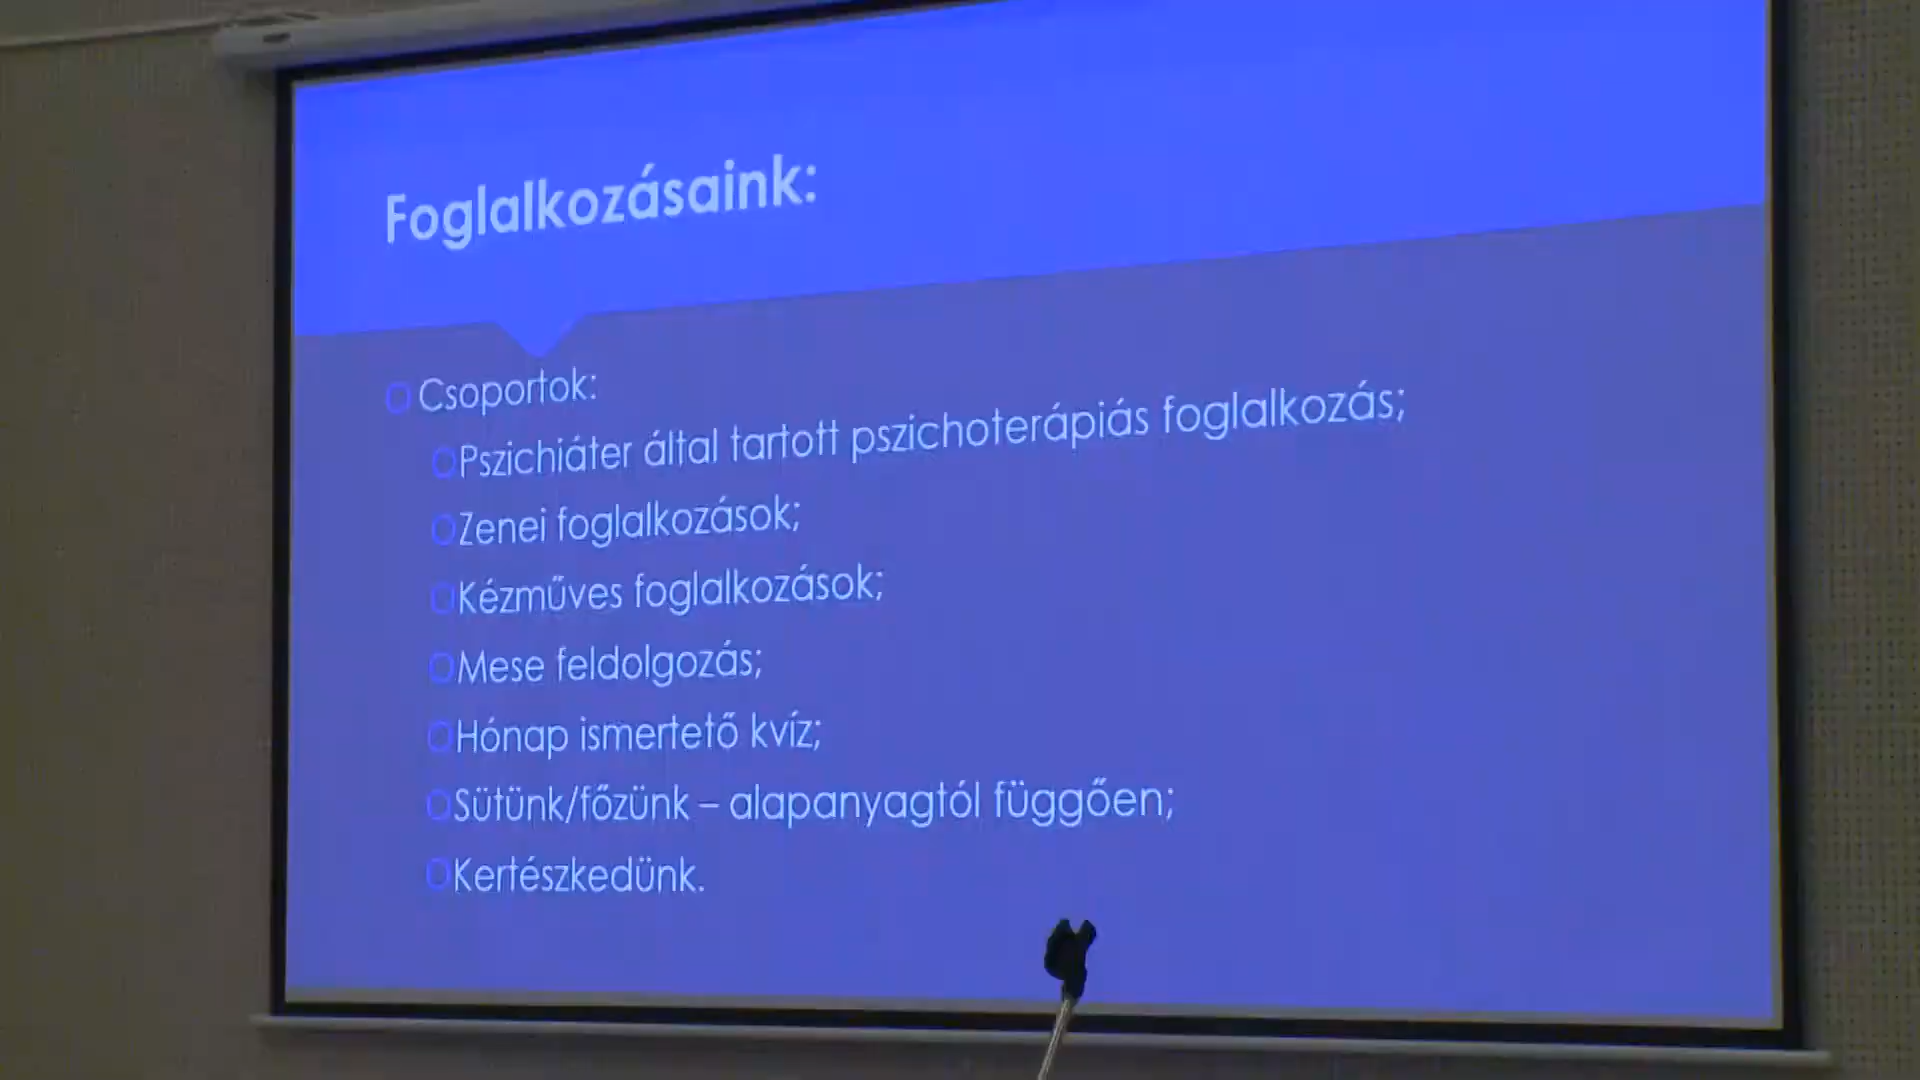 Foglalkozásaink:
Csoportok:
Pszichiáter által tartott pszichoterápiás foglalkozás;
Zenei foglalkozások;
Kézműves foglalkozások;
Mese feldolgozás;
Hónap ismertető kvíz;
Sütünk/főzünk – alapanyagtól függően;
Kertészkedünk.